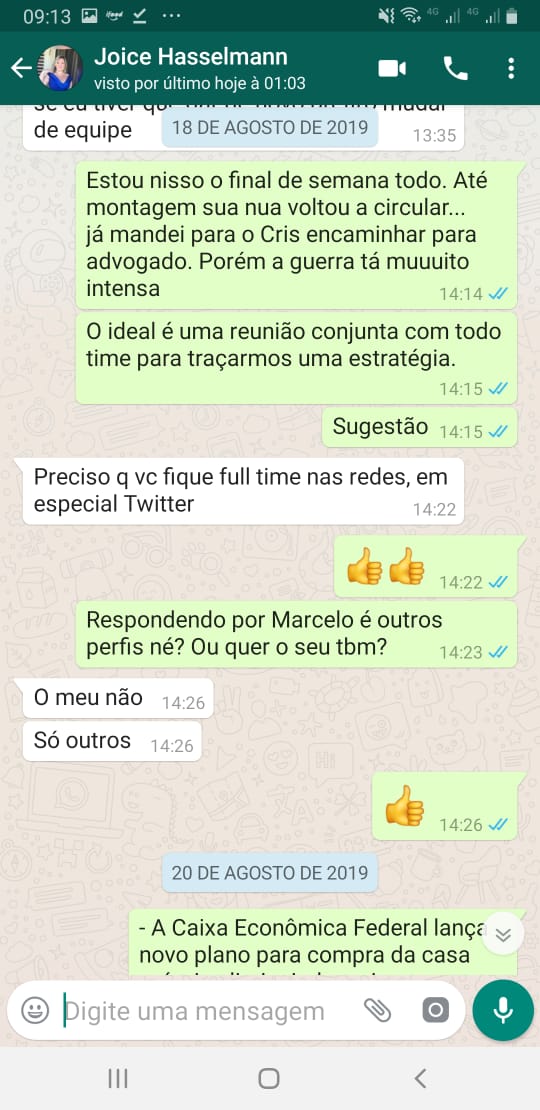 09:13
4G 4G
Joice Hasselmann
visto por último hoje à 01:03
de equipe
13:35
18 DE AGOSTO DE 2019
Estou nisso o final de semana todo. Até
montagem sua nua voltou a circular...
já mandei para o Cris encaminhar para
advogado. Porém a guerra tá muuuito
intensa
14:14
O ideal é uma reunião conjunta com todo
time para traçarmos uma estratégia.
14:15
Sugestão 14:15
Preciso q vc fique full time nas redes, em
especial Twitter
14:22
14:22
Respondendo por Marcelo é outros
perfis né? Ou quer o seu tbm?
14:23
O meu não 14:26
Só outros 14:26
14:26
20 DE AGOSTO DE 2019
- A Caixa Econômica Federal lança
novo plano para compra da casa
Digite uma mensagem